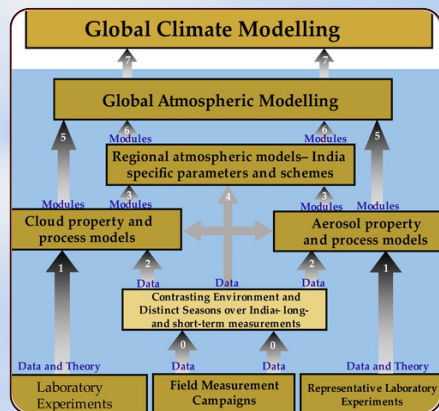 Global Climate Modelling
7 7
Global Atmospheric Modelling
5 6 6 5
Modules Modules
Regional atmospheric models– India
specific parameters and schemes
Modules Modules Modules Modules
3 4 3
Cloud property and
process models
Aerosol property
and process models
1 2 2 1
Data Data Data
Contrasting Environment and
Distinct Seasons over India:- long-
and short-term measurements
0 0
Data and Theory Data and Theory
Laboratory
Experiments
Field Measurement
Campaigns
Representative Laboratory
Experiments